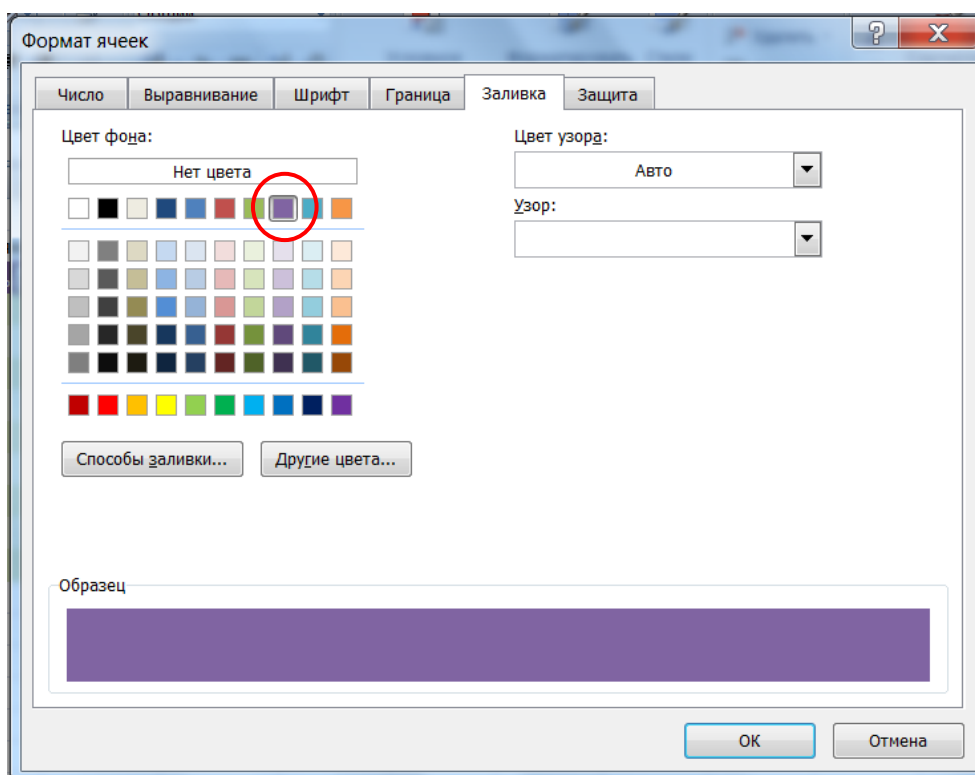 Формат ячеек
Число Выравнивание Шрифт Граница Заливка Защита
Цвет фона:
Нет цвета
Цвет узора:
Авто
Узор:
Способы заливки... Другие цвета...
Образец
ОК Отмена